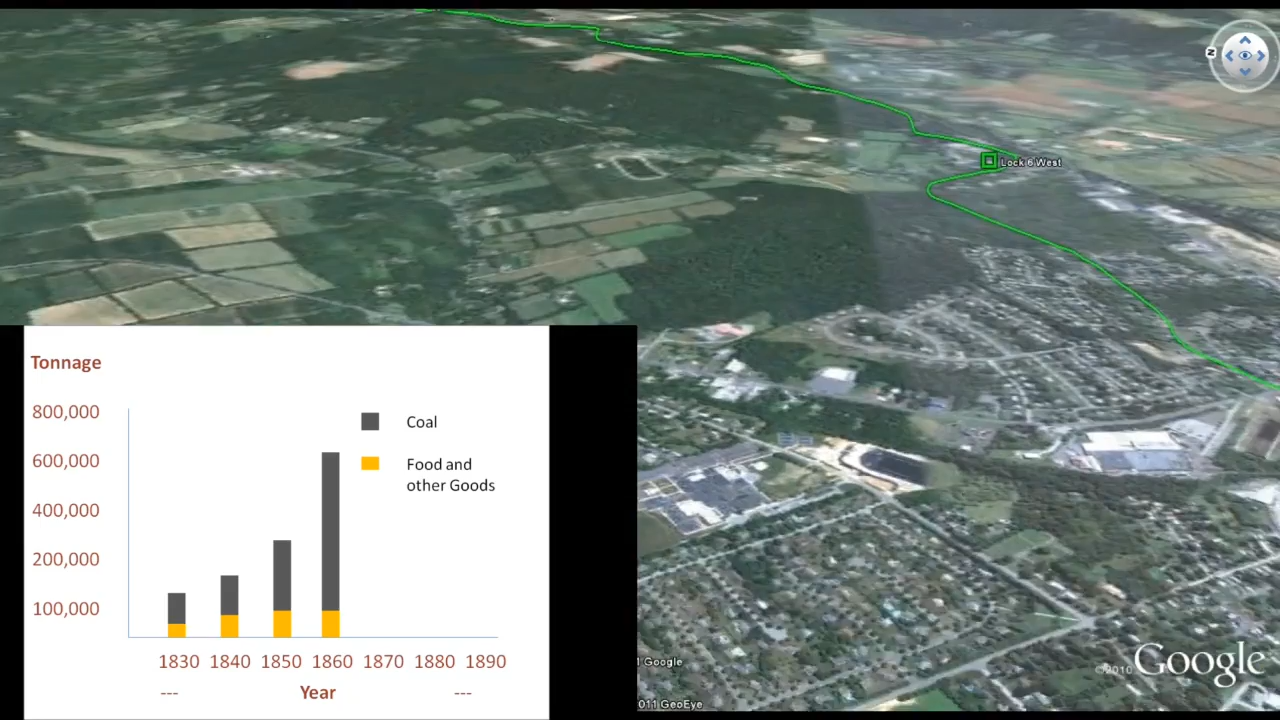 N
Lock 6 West
Tonnage
800,000
600,000
400,000
200,000
100,000
Coal
Food and
other Goods
1830 1840 1850 1860 1870 1880 1890
--- Year ---
Google
©2010 Google
011 GeoEye